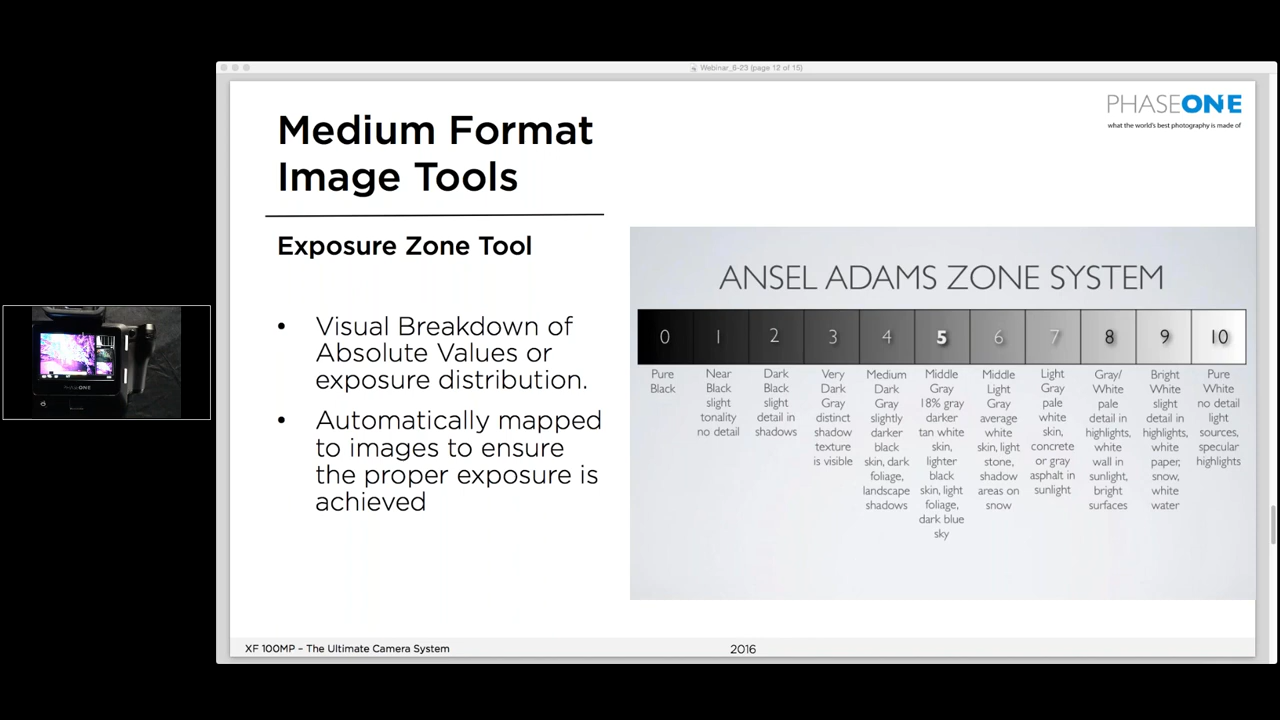 Webinar_6-23 (page 12 of 15)
PHASEONE
what the world's best photography is made of
Medium Format
Image Tools
Exposure Zone Tool
• Visual Breakdown of
Absolute Values or
exposure distribution.
• Automatically mapped
to images to ensure
the proper exposure is
achieved
ANSEL ADAMS ZONE SYSTEM
0 1 2 3 4 5 6 7 8 9 10
Pure
Black
Near
Black
slight
tonality
no detail
Dark
Black
slight
detail in
shadows
Very
Dark
Gray
distinct
shadow
texture
is visible
Medium
Dark
Gray
slightly
darker
black
skin, dark
foliage,
landscape
shadows
Middle
Gray
18% gray
darker
tan white
skin,
lighter
black
skin, light
foliage,
dark blue
sky
Middle
Light
Gray
average
white
skin, light
stone,
shadow
areas on
snow
Light
Gray
pale
white
skin,
concrete
or gray
asphalt in
sunlight
Gray/
White
pale
detail in
highlights,
white
wall in
sunlight,
bright
surfaces
Bright
White
slight
detail in
highlights,
white
paper,
snow,
white
water
Pure
White
no detail
light
sources,
specular
highlights
PHASEONE
XF 100MP – The Ultimate Camera System
2016